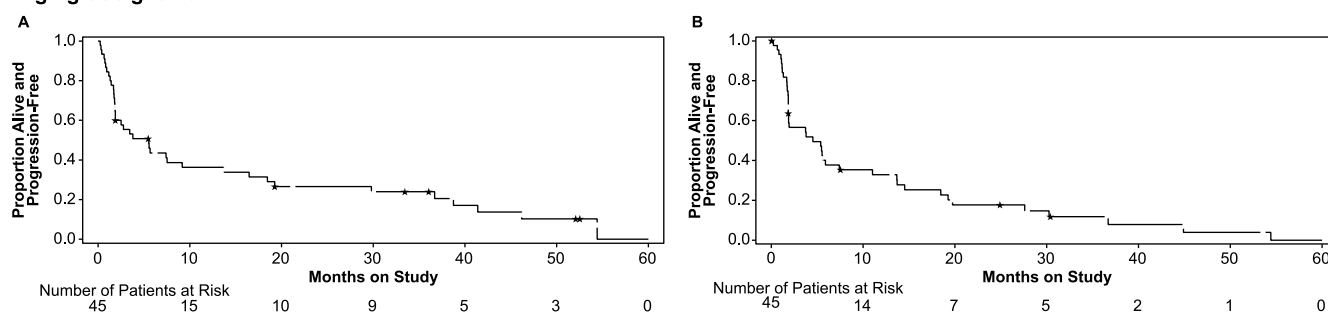 A
B
Proportion Alive and
Progression-Free
1.0
0.8
0.6
0.4
0.2
0.0
0 10 20 30 40 50 60
Months on Study
Number of Patients at Risk
45 15 10 9 5 3 0
Proportion Alive and
Progression-Free
1.0
0.8
0.6
0.4
0.2
0.0
0 10 20 30 40 50 60
Months on Study
Number of Patients at Risk
45 14 7 5 2 1 0